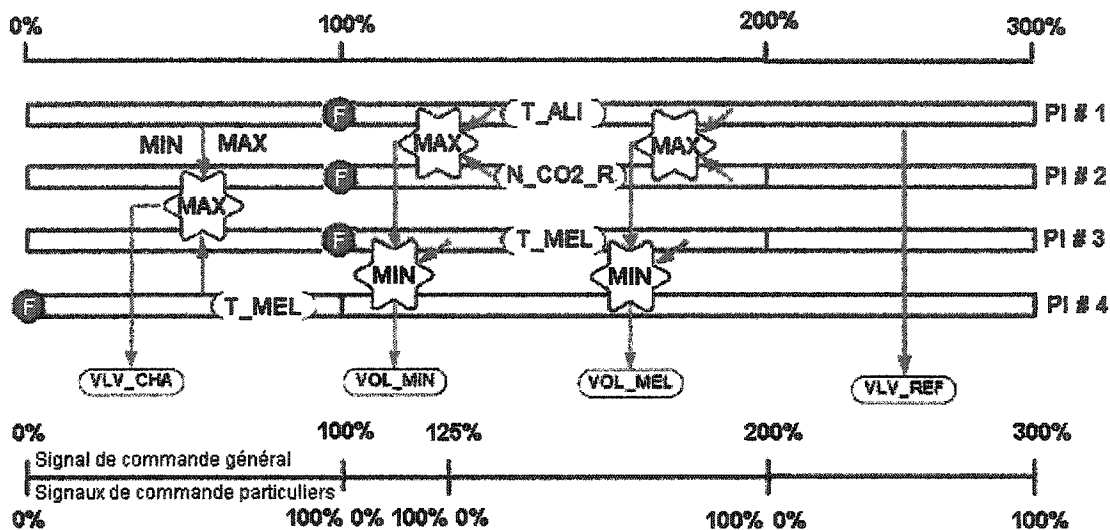 0% 100% 200% 300%
F T_ALI PI # 1
MIN MAX MAX MAX
F N_CO2_R PI # 2
MAX
F T_MEL PI # 3
MIN MIN
F T_MEL PI # 4
VLV_CHA VOL_MIN VOL_MEL VLV_REF
0% 100% 125% 200% 300%
Signal de commande général
Signaux de commande particuliers
0% 100% 0% 100% 0% 100% 0% 100%